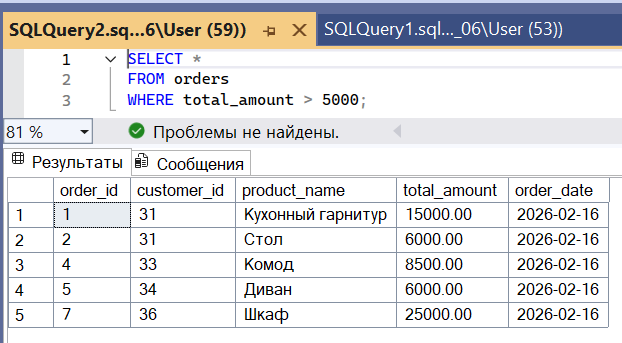 SQLQuery2.sq...6\User (59)) SQLQuery1.sql..._06\User (53))
1 SELECT *
2 FROM orders
3 WHERE total_amount > 5000;
81 % Проблемы не найдены.
Результаты Сообщения
order_id customer_id product_name total_amount order_date
1 1 31 Кухонный гарнитур 15000.00 2026-02-16
2 2 31 Стол 6000.00 2026-02-16
3 4 33 Комод 8500.00 2026-02-16
4 5 34 Диван 6000.00 2026-02-16
5 7 36 Шкаф 25000.00 2026-02-16